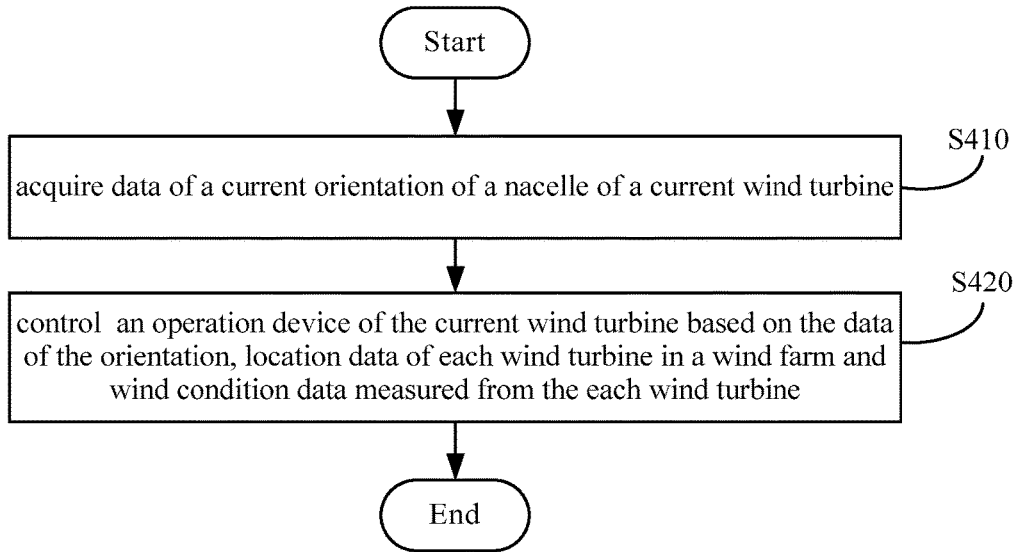 Start
S410
acquire data of a current orientation of a nacelle of a current wind turbine
S420
control an operation device of the current wind turbine based on the data
of the orientation, location data of each wind turbine in a wind farm and
wind condition data measured from the each wind turbine
End